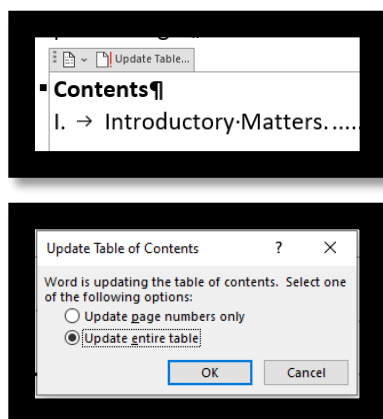 Update Table...
Contents¶
I. → Introductory·Matters.....
Update Table of Contents ? ×
Word is updating the table of contents. Select one
of the following options:
Update page numbers only
Update entire table
OK Cancel